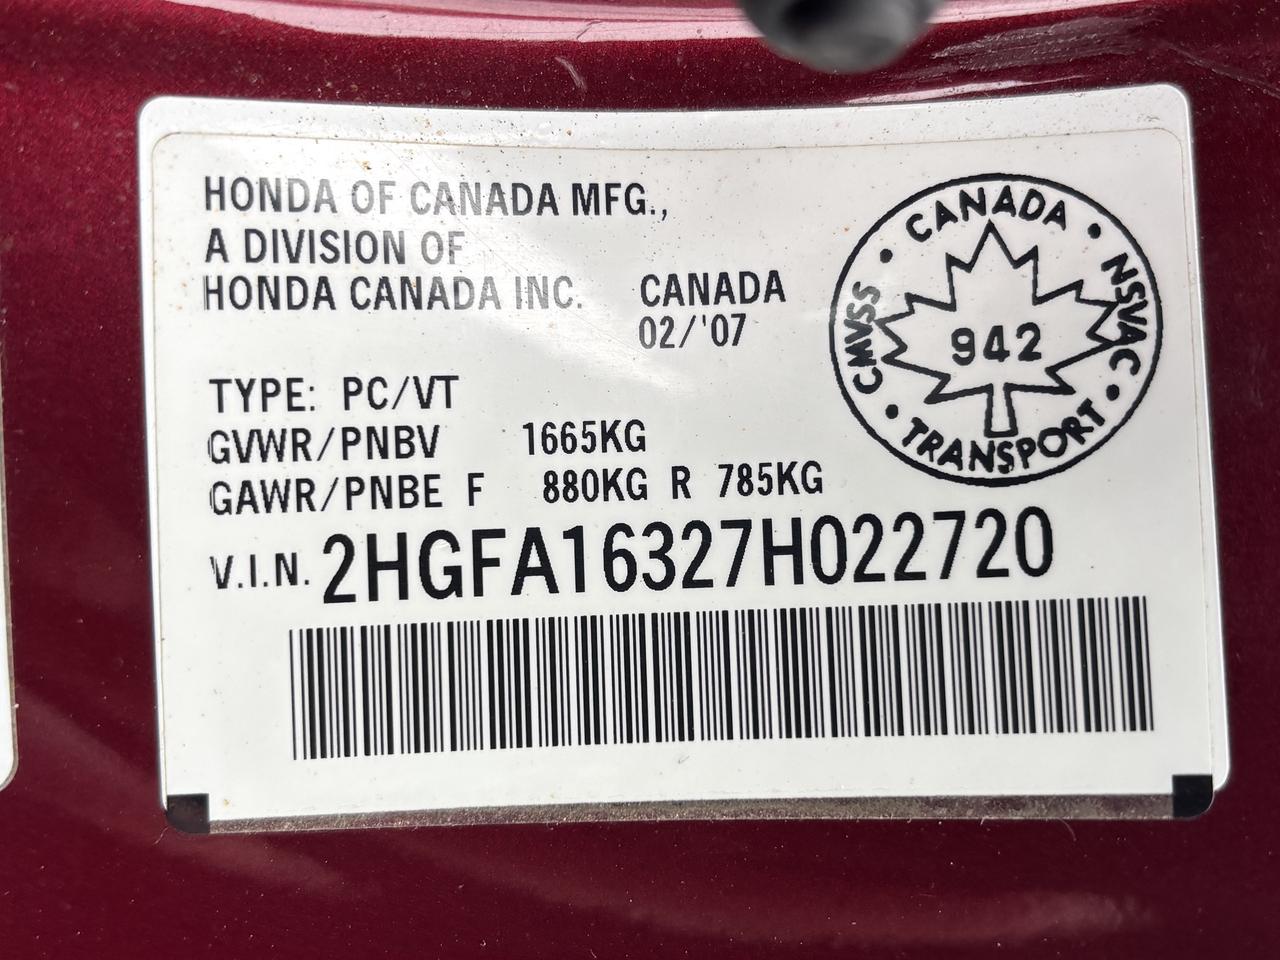 HONDA OF CANADA MFG.,
A DIVISION OF
HONDA CANADA INC. CANADA
02/'07
TYPE: PC/VT
GVWR/PNBV 1665KG
GAWR/PNBE F 880KG R 785KG
V.I.N. 2HGFA16327H022720
CANADA • NSVAC • TRANSPORT • CMVSS •
942